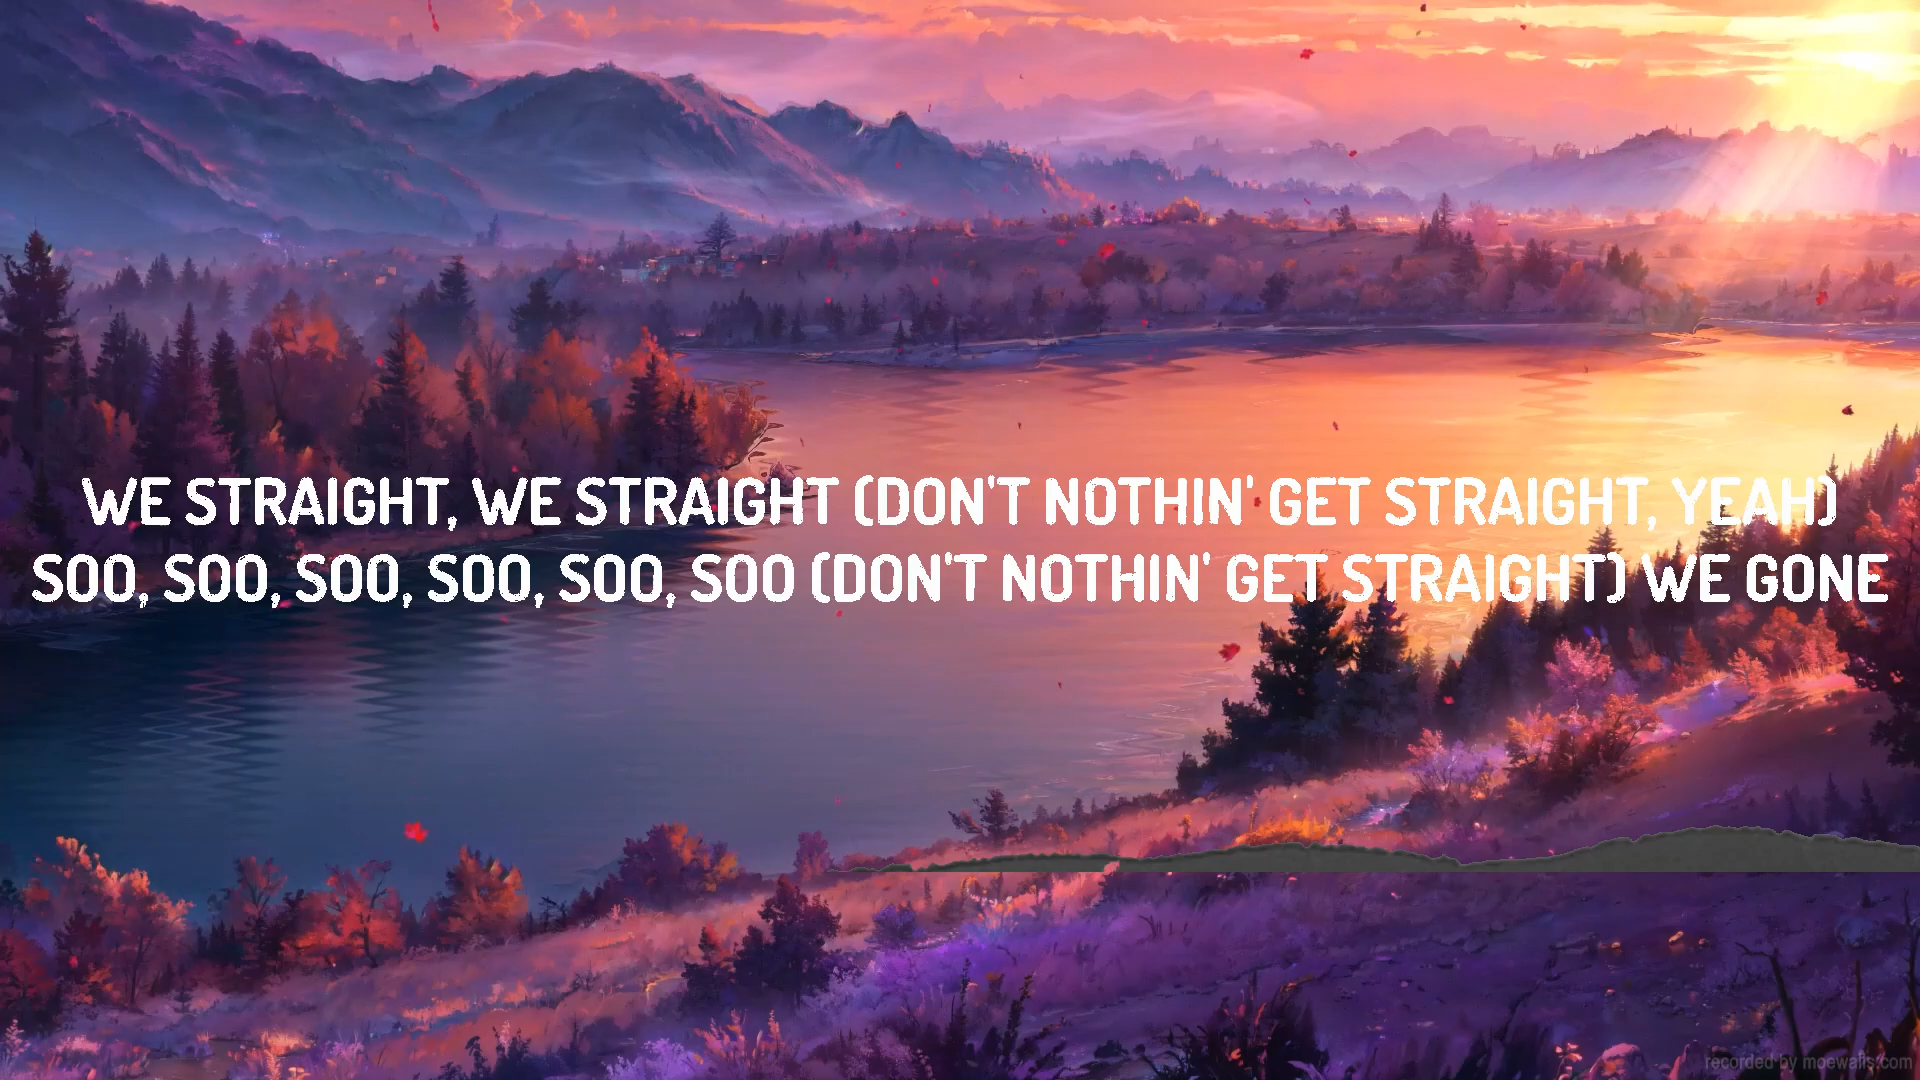 WE STRAIGHT, WE STRAIGHT (DON'T NOTHIN' GET STRAIGHT, YEAH)
SOO, SOO, SOO, SOO, SOO, SOO (DON'T NOTHIN' GET STRAIGHT) WE GONE
recorded by moewalls.com